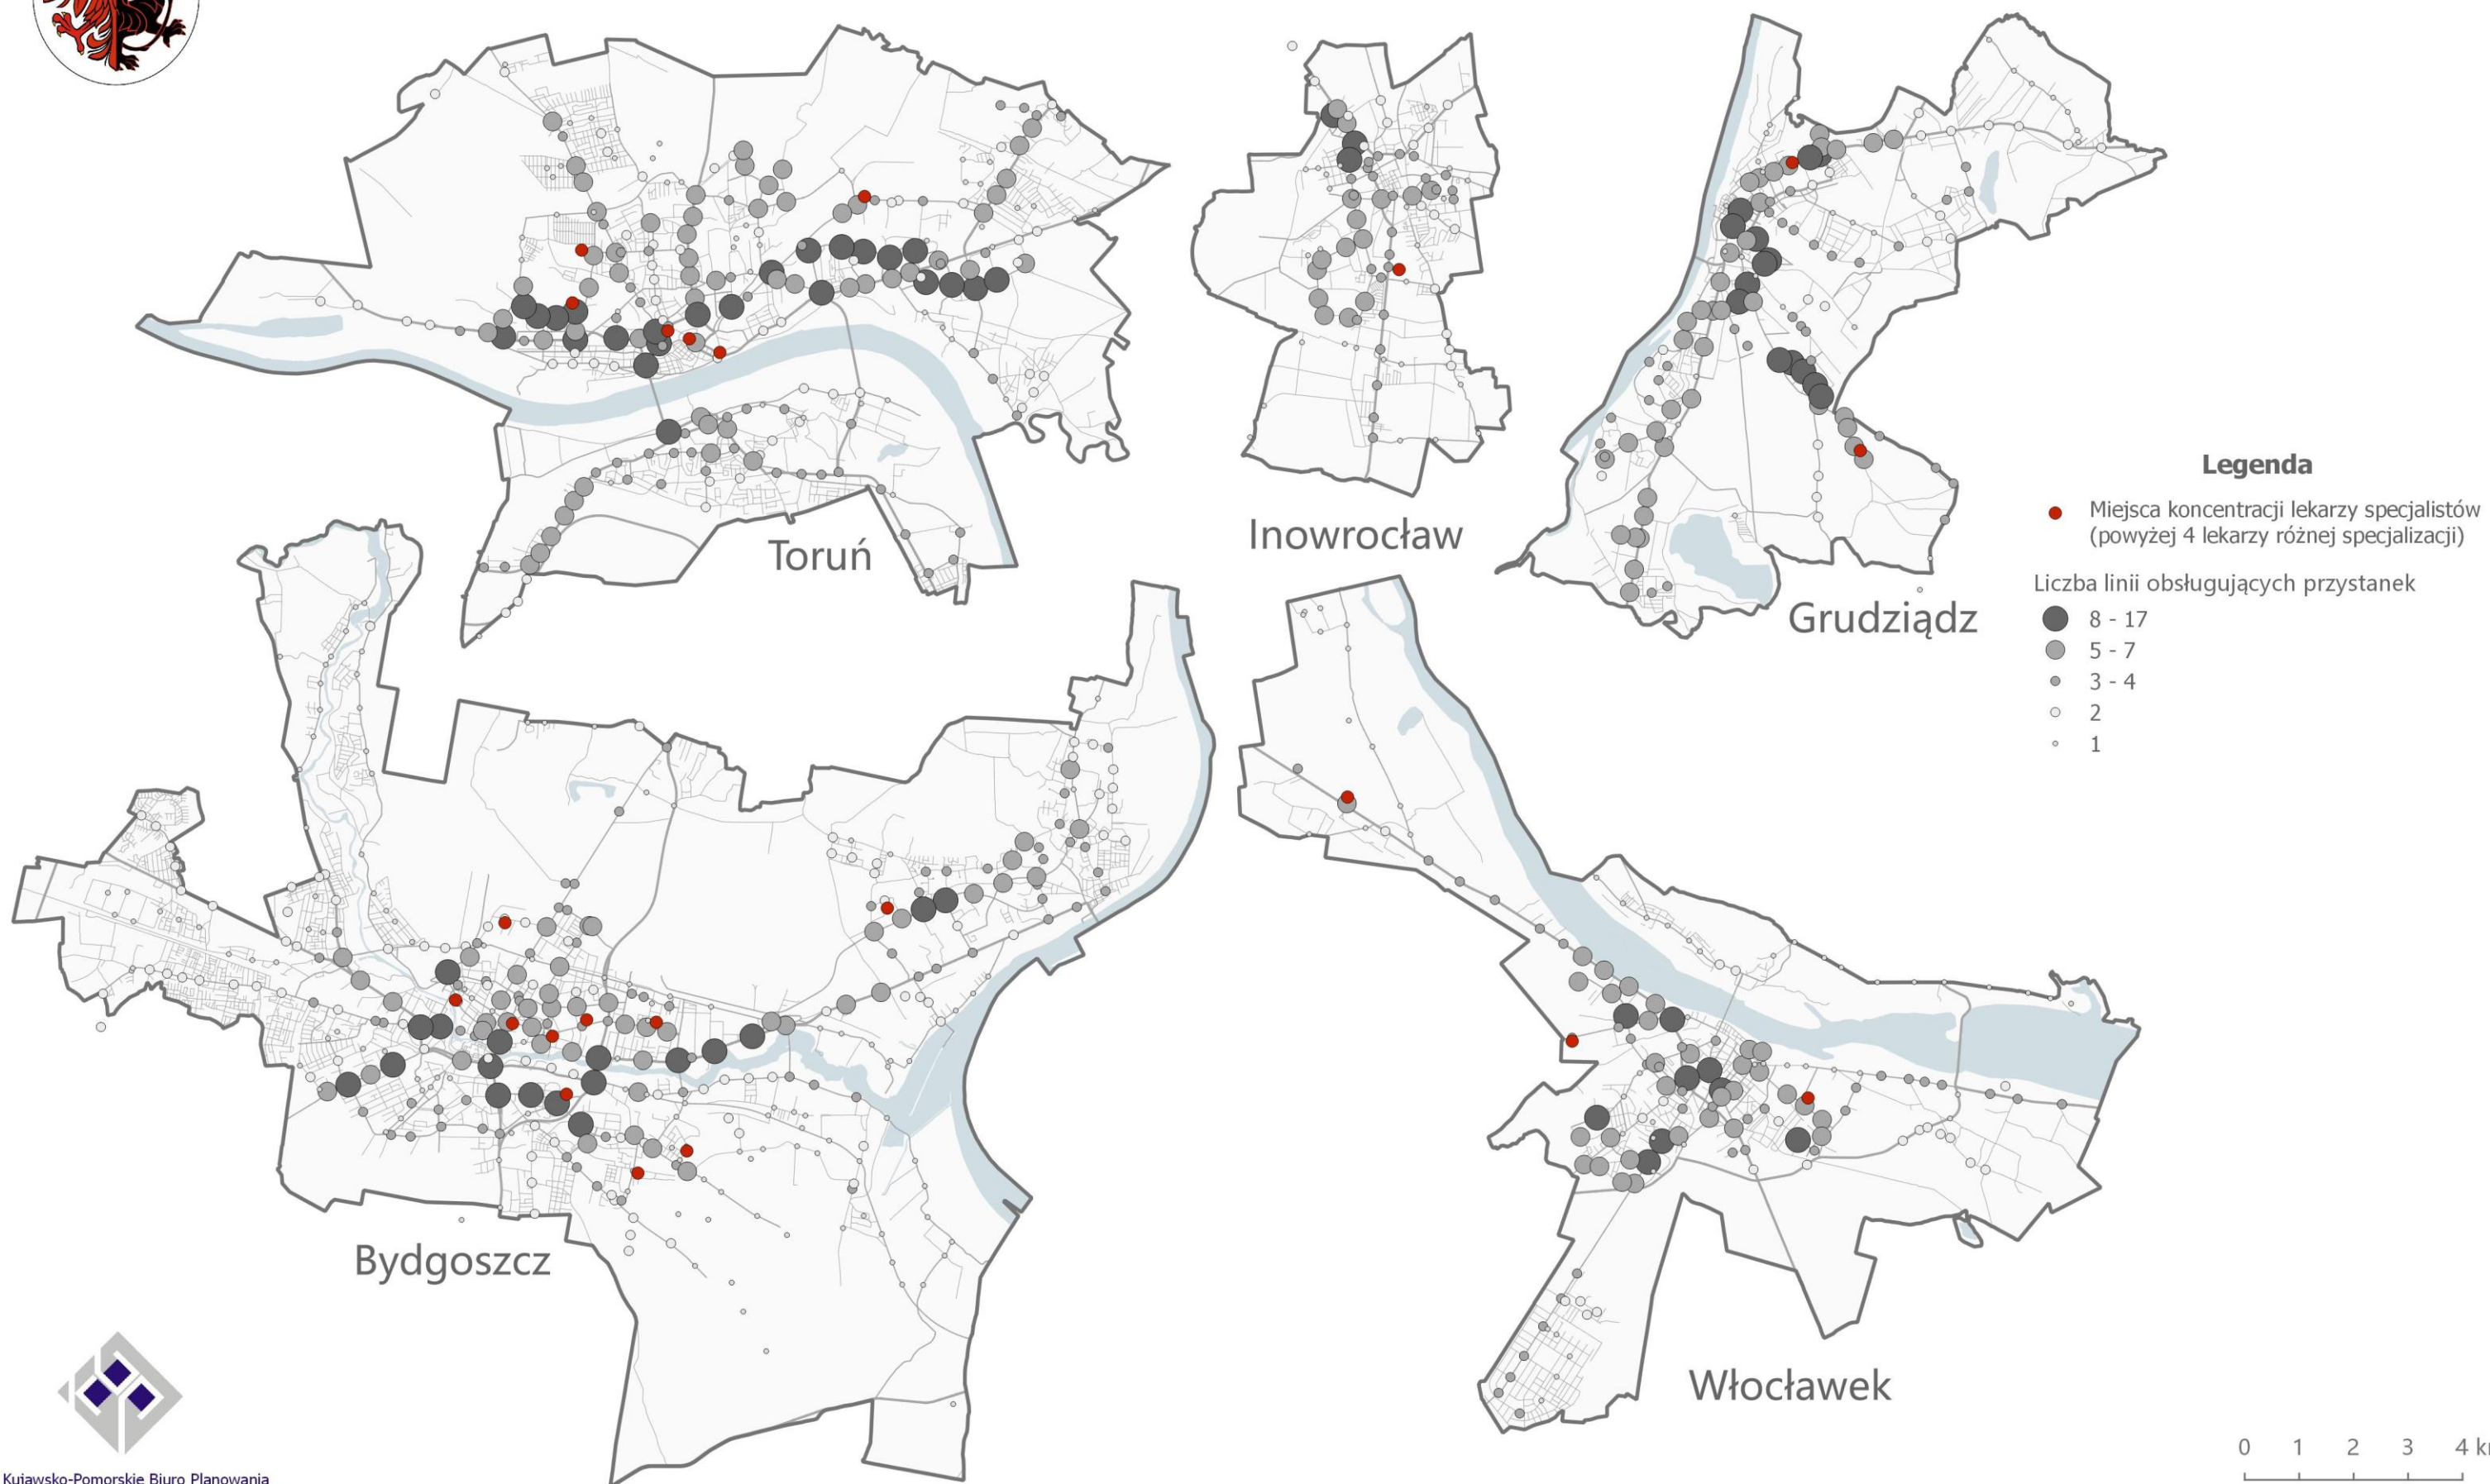 Toruń
Inowrocław
Grudziądz
Legenda
Miejsca koncentracji lekarzy specjalistów
(powyżej 4 lekarzy różnej specjalizacji)
Liczba linii obsługujących przystanek
8 - 17
5 - 7
3 - 4
2
1
Bydgoszcz
Włocławek
0 1 2 3 4 k
Kujawsko-Pomorskie Biuro Planowania